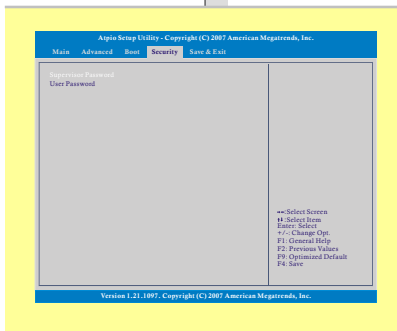 Atpio Setup Utility - Copyright (C) 2007 American Megatrends, Inc.
Main Advanced Boot Security Save & Exit
Supervisor Password
User Password
↔:Select Screen
↑↓:Select Item
Enter: Select
+/-: Change Opt.
F1: General Help
F2: Previous Values
F9: Optimized Default
F4: Save
Version 1.21.1097. Copyright (C) 2007 American Megatrends, Inc.